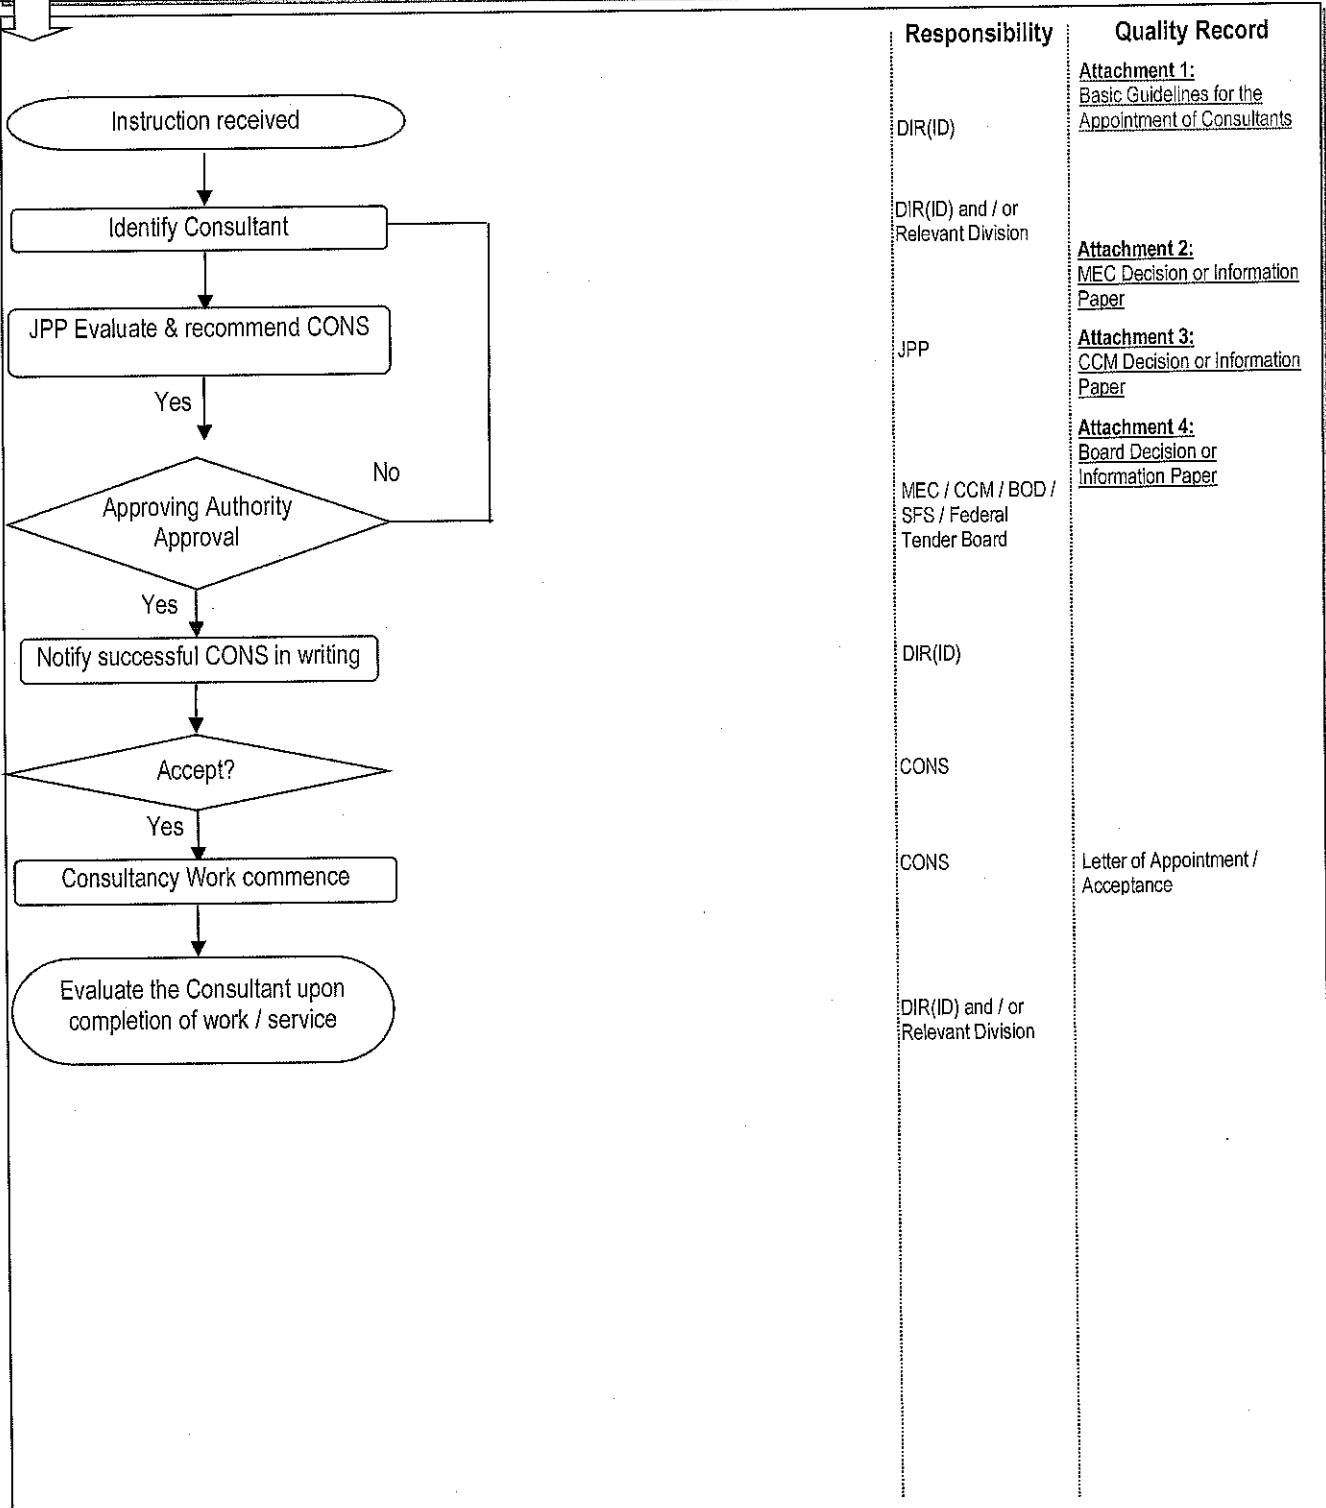 Responsibility
Quality Record
Attachment 1:
Basic Guidelines for the
Appointment of Consultants
Instruction received
DIR(ID)
Identify Consultant
DIR(ID) and / or
Relevant Division
Attachment 2:
MEC Decision or Information
Paper
JPP Evaluate & recommend CONS
JPP
Attachment 3:
CCM Decision or Information
Paper
Yes
Attachment 4:
Board Decision or
Information Paper
No
Approving Authority
Approval
MEC / CCM / BOD /
SFS / Federal
Tender Board
Yes
Notify successful CONS in writing
DIR(ID)
Accept?
CONS
Yes
Consultancy Work commence
CONS
Letter of Appointment /
Acceptance
Evaluate the Consultant upon
completion of work / service
DIR(ID) and / or
Relevant Division